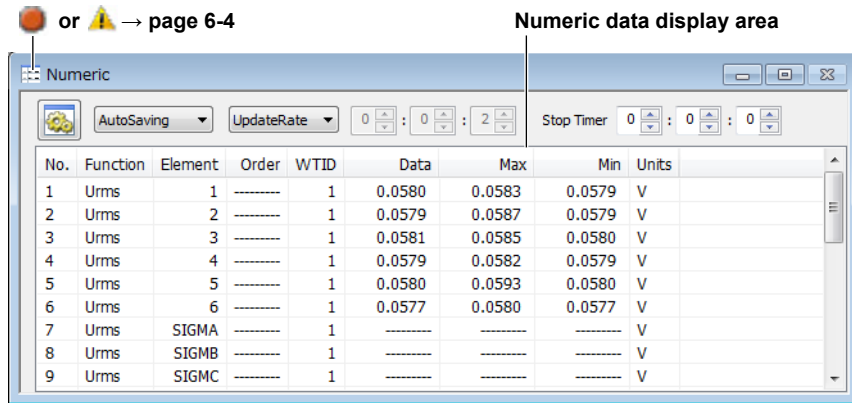 or → page 6-4 Numeric data display area
Numeric
AutoSaving UpdateRate 0 : 0 : 2 Stop Timer 0 : 0 : 0
No. Function Element Order WTID Data Max Min Units
1 Urms 1 --------- 1 0.0580 0.0583 0.0579 V
2 Urms 2 --------- 1 0.0579 0.0587 0.0579 V
3 Urms 3 --------- 1 0.0581 0.0585 0.0580 V
4 Urms 4 --------- 1 0.0579 0.0582 0.0579 V
5 Urms 5 --------- 1 0.0580 0.0593 0.0580 V
6 Urms 6 --------- 1 0.0577 0.0580 0.0577 V
7 Urms SIGMA --------- 1 --------- --------- --------- V
8 Urms SIGMB --------- 1 --------- --------- --------- V
9 Urms SIGMC --------- 1 --------- --------- --------- V